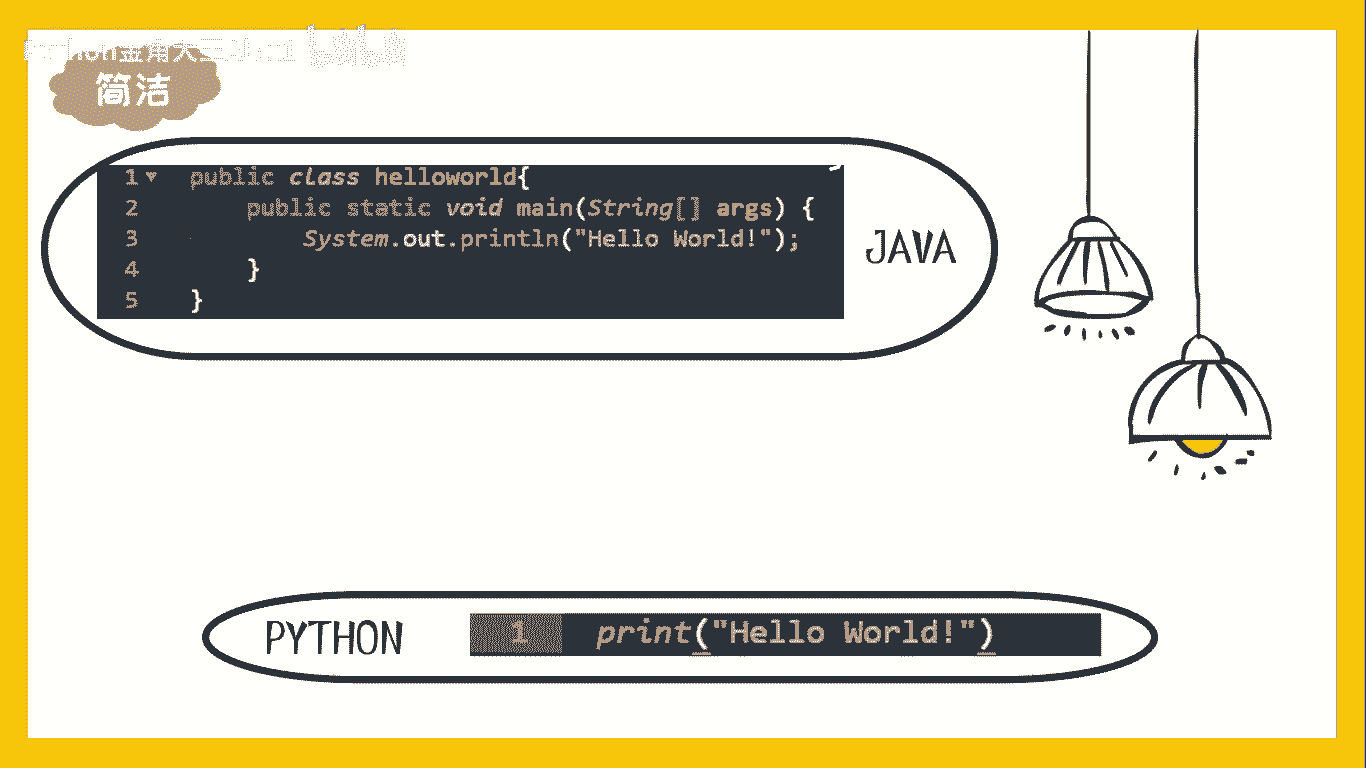 简洁
1 public class helloworld{
2 public static void main(String[] args) {
3 System.out.println("Hello World!");
4 }
5 }
JAVA
PYTHON
1 print("Hello World!")